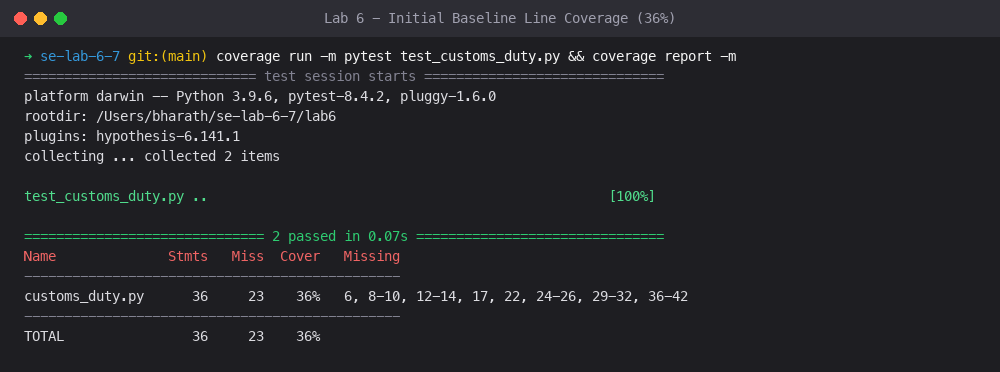 Lab 6 – Initial Baseline Line Coverage (36%)
→ se-lab-6-7 git:(main) coverage run -m pytest test_customs_duty.py && coverage report -m
============================= test session starts ==============================
platform darwin -- Python 3.9.6, pytest-8.4.2, pluggy-1.6.0
rootdir: /Users/bharath/se-lab-6-7/lab6
plugins: hypothesis-6.141.1
collecting ... collected 2 items
test_customs_duty.py .. [100%]
============================== 2 passed in 0.07s ===============================
Name Stmts Miss Cover Missing
-----------------------------------------------
customs_duty.py 36 23 36% 6, 8-10, 12-14, 17, 22, 24-26, 29-32, 36-42
-----------------------------------------------
TOTAL 36 23 36%